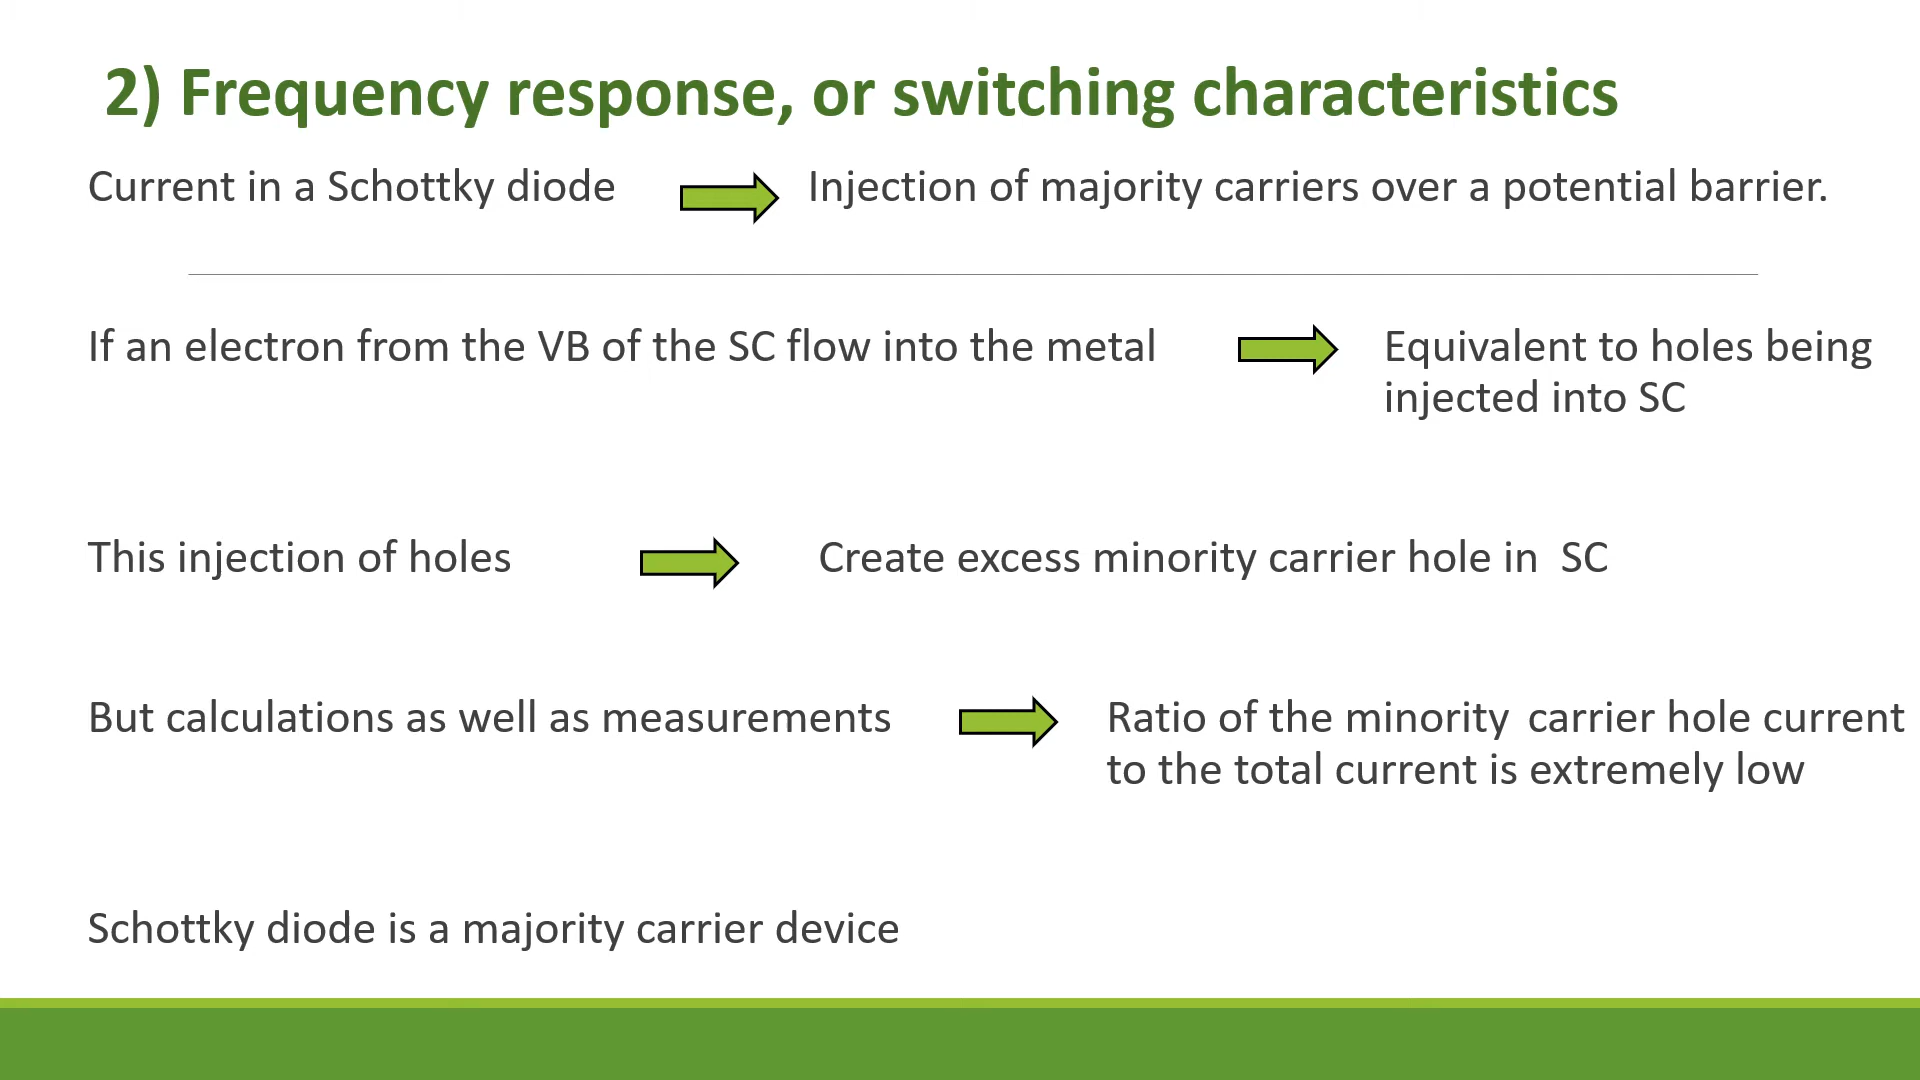 2) Frequency response, or switching characteristics
Current in a Schottky diode Injection of majority carriers over a potential barrier.
If an electron from the VB of the SC flow into the metal Equivalent to holes being
injected into SC
This injection of holes Create excess minority carrier hole in SC
But calculations as well as measurements Ratio of the minority carrier hole current
to the total current is extremely low
Schottky diode is a majority carrier device